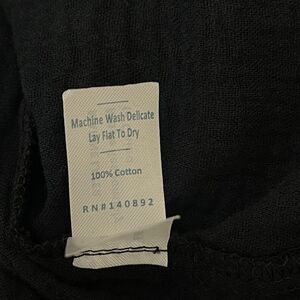 Machine Wash Delicate
Lay Flat To Dry
100% Cotton
RN#140892